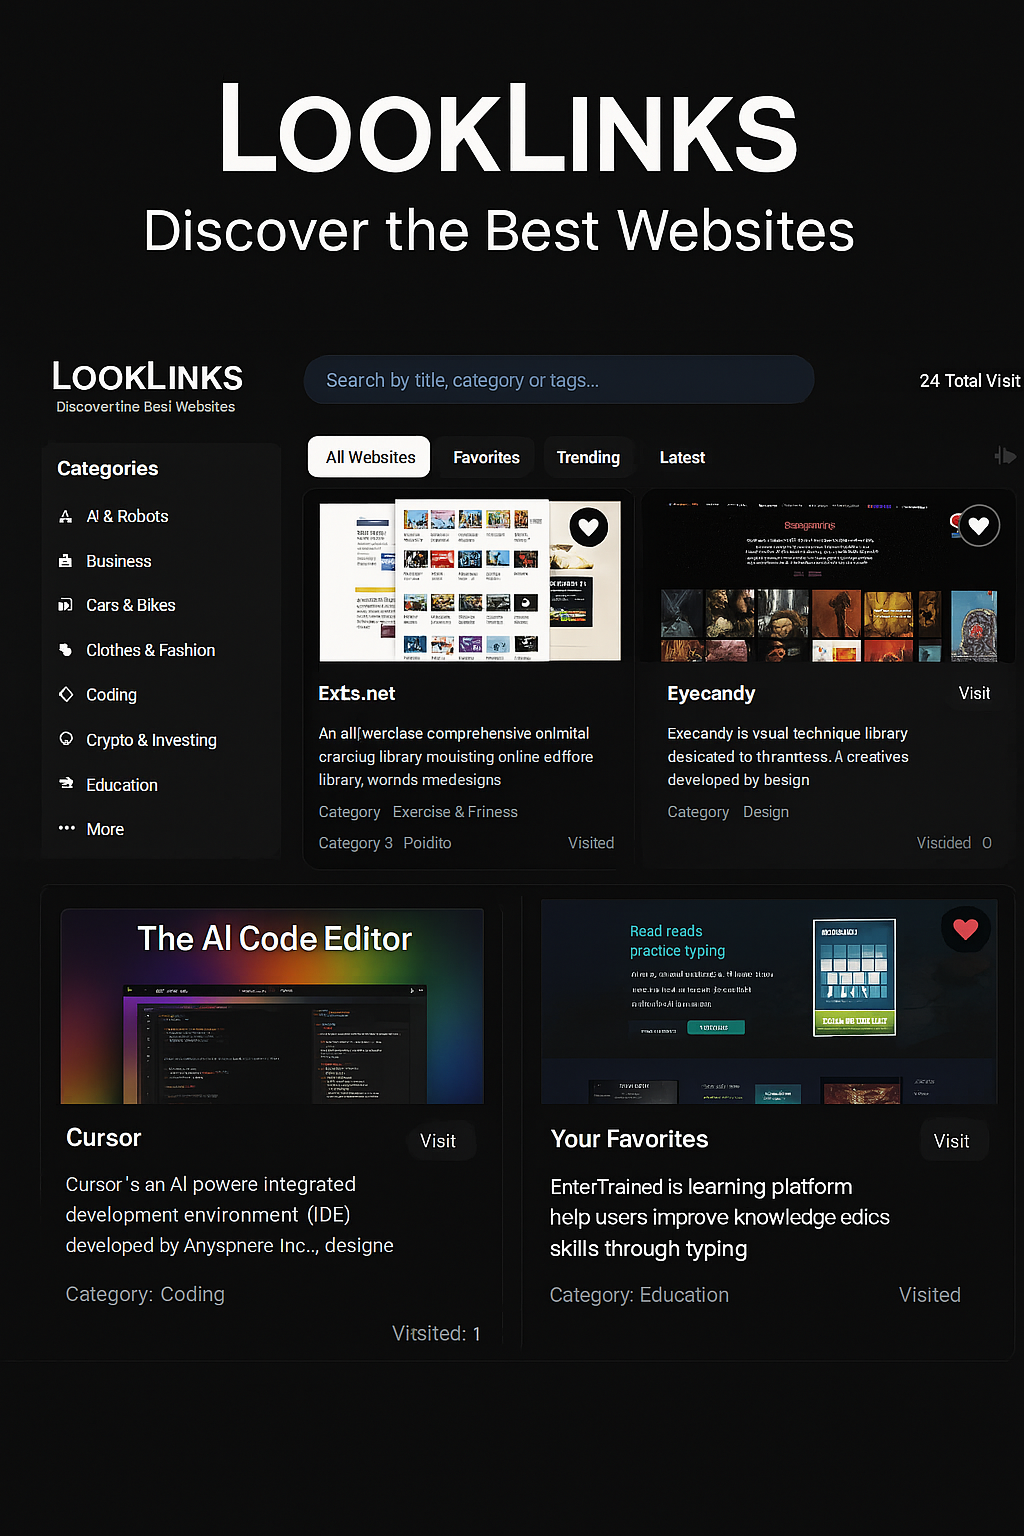 LOOKLINKS
Discover the Best Websites
LOOKLINKS
Discovertine Besi Websites
Search by title, category or tags...
24 Total Visit
Categories
AI & Robots
Business
Cars & Bikes
Clothes & Fashion
Coding
Crypto & Investing
Education
More
All Websites
Favorites
Trending
Latest
Exts.net
An all[werclase comprehensive onlmital
crarciug library mouisting online edffore
library, wornds mmedesigns
Category Exercise & Friness
Category 3 Poidito
Visited
Eyecandy
Visit
Execandy is vsual technique library
desicated to thranttess. A creatives
developed by besign
Category Design
Viscided 0
The AI Code Editor
Cursor
Visit
Cursor's an AI powere integrated
development environment (IDE)
developed by Anyspnere Inc.., designe
Category: Coding
Virsited: 1
Read reads
practice typing
Your Favorites
Visit
EnterTrained is learning platform
help users improve knowledge edics
skills through typing
Category: Education
Visited